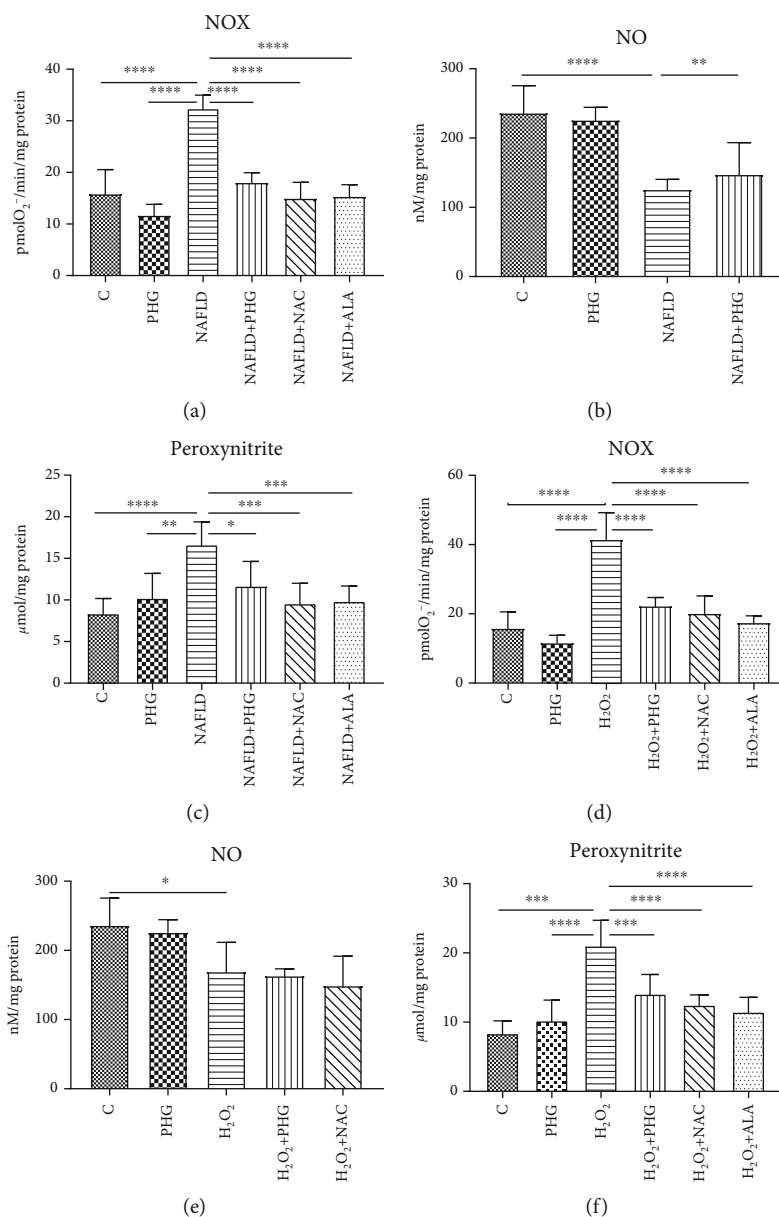 NOX
****
**** **** ****
**** ****
40
30
20
10
0
pmolO₂⁻/min/mg protein
C
PHG
NAFLD
NAFLD+PHG
NAFLD+NAC
NAFLD+ALA
(a)
NO
**** **
300
200
100
0
nM/mg protein
C
PHG
NAFLD
NAFLD+PHG
(b)
Peroxynitrite
***
**** ***
** *
25
20
15
10
5
0
µmol/mg protein
C
PHG
NAFLD
NAFLD+PHG
NAFLD+NAC
NAFLD+ALA
(c)
NOX
****
**** ****
**** ****
60
40
20
0
pmolO₂⁻/min/mg protein
C
PHG
H₂O₂
H₂O₂+PHG
H₂O₂+NAC
H₂O₂+ALA
(d)
NO
*
300
200
100
0
nM/mg protein
C
PHG
H₂O₂
H₂O₂+PHG
H₂O₂+NAC
(e)
Peroxynitrite
****
*** ****
**** ***
30
20
10
0
µmol/mg protein
C
PHG
H₂O₂
H₂O₂+PHG
H₂O₂+NAC
H₂O₂+ALA
(f)